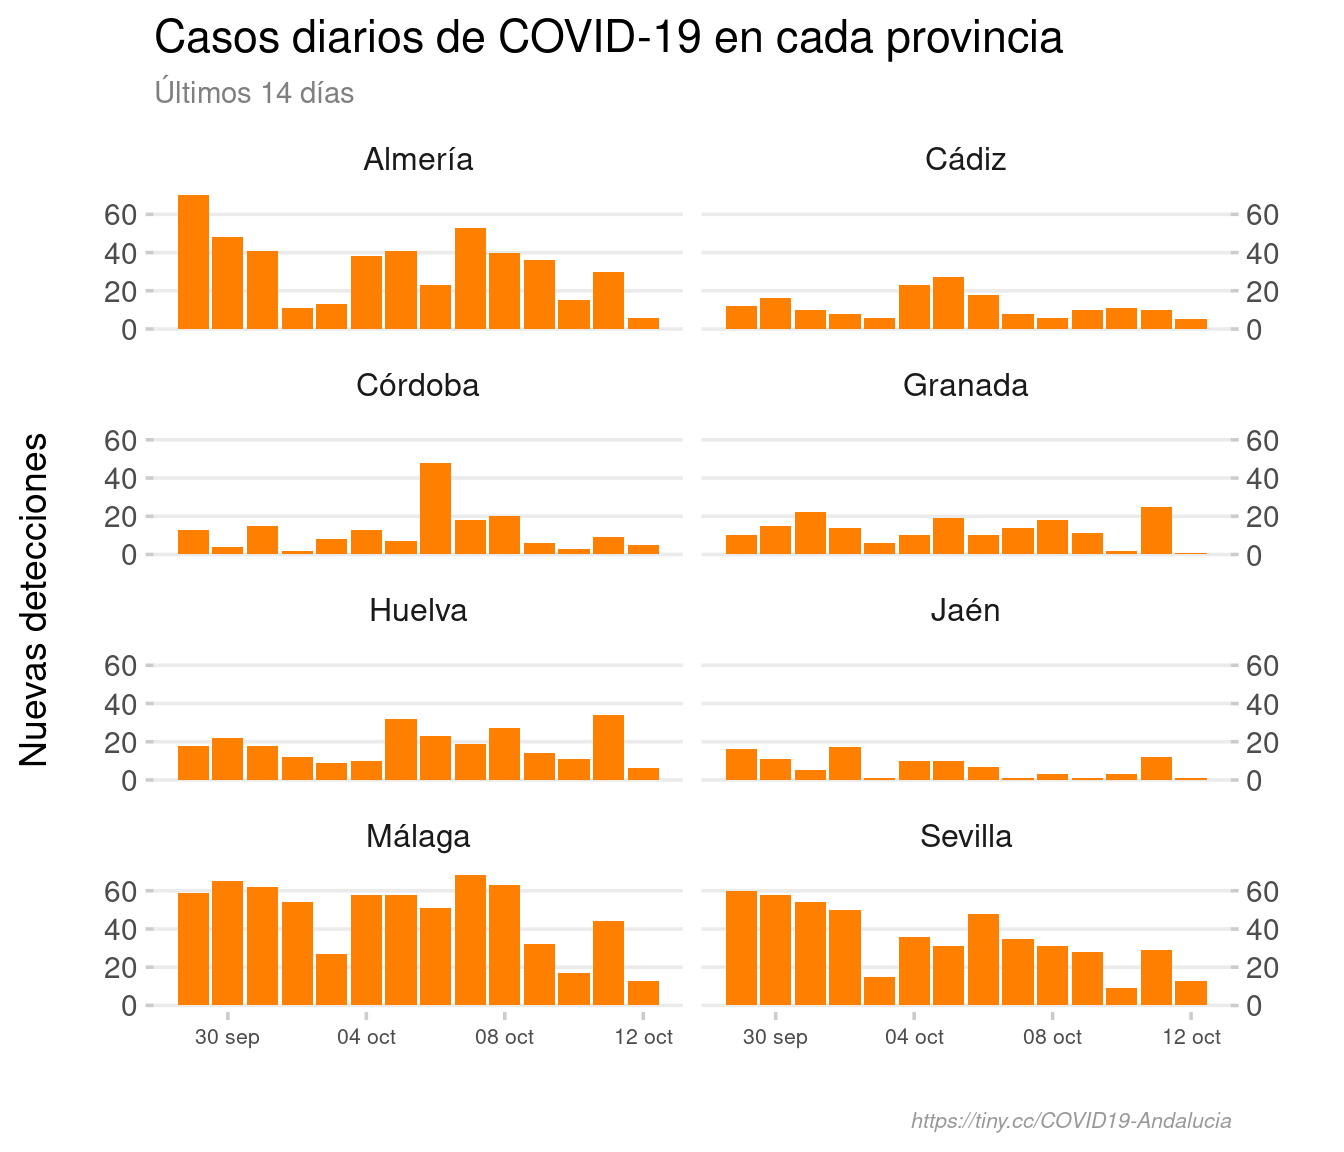 Casos diarios de COVID-19 en cada provincia
Últimos 14 días
Nuevas detecciones
Almería
Cádiz
60
40
20
0
60
40
20
0
Córdoba
Granada
60
40
20
0
60
40
20
0
Huelva
Jaén
60
40
20
0
60
40
20
0
Málaga
Sevilla
60
40
20
0
60
40
20
0
30 sep 04 oct 08 oct 12 oct
30 sep 04 oct 08 oct 12 oct
https://tiny.cc/COVID19-Andalucia